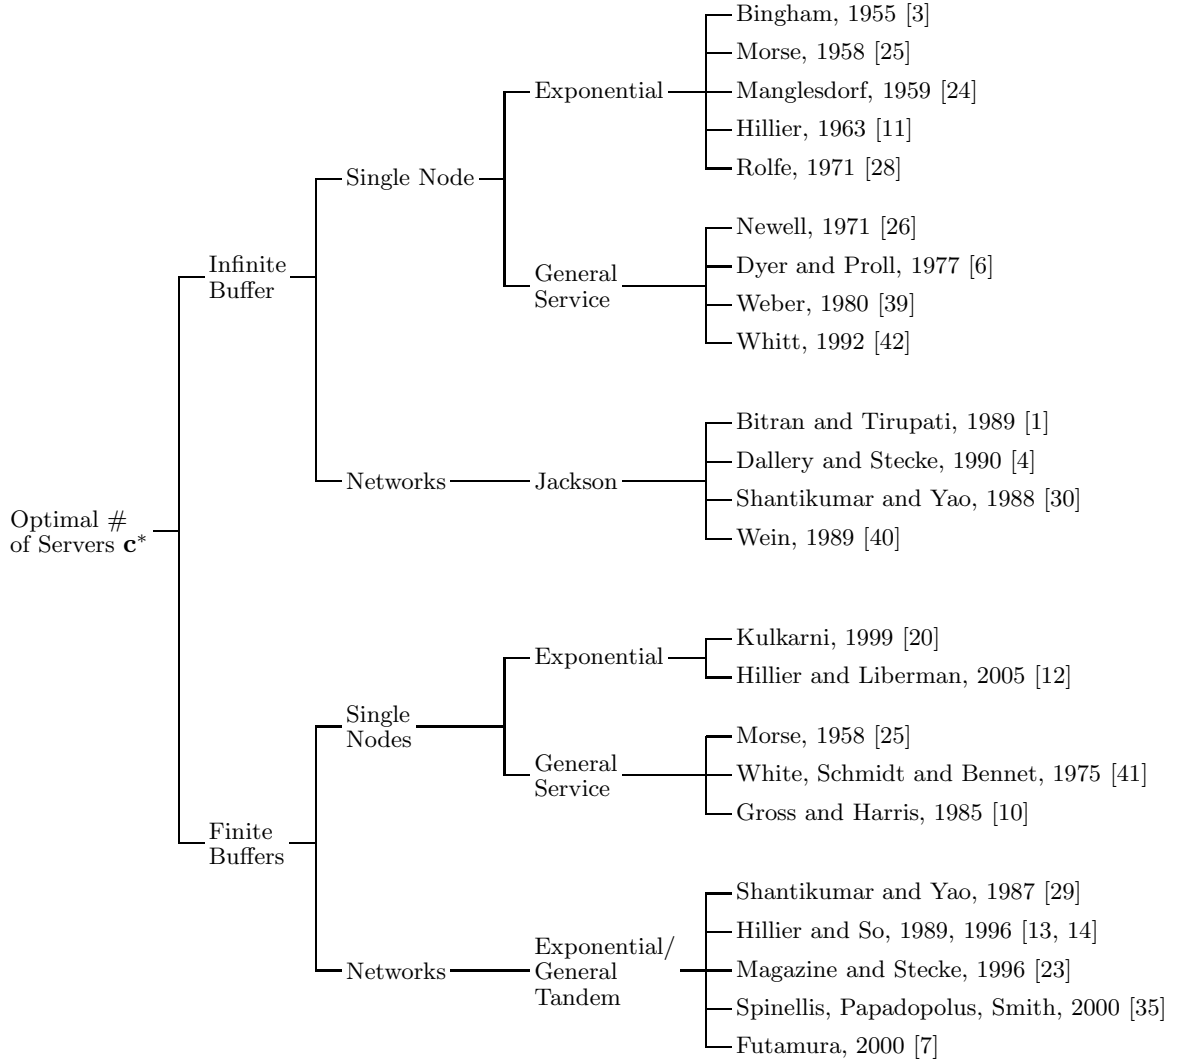 Optimal #
of Servers c*
Infinite
Buffer
Single Node
Exponential
Bingham, 1955 [3]
Morse, 1958 [25]
Manglesdorf, 1959 [24]
Hillier, 1963 [11]
Rolfe, 1971 [28]
General
Service
Newell, 1971 [26]
Dyer and Proll, 1977 [6]
Weber, 1980 [39]
Whitt, 1992 [42]
Networks
Jackson
Bitran and Tirupati, 1989 [1]
Dallery and Stecke, 1990 [4]
Shantikumar and Yao, 1988 [30]
Wein, 1989 [40]
Finite
Buffers
Single
Nodes
Exponential
Kulkarni, 1999 [20]
Hillier and Liberman, 2005 [12]
General
Service
Morse, 1958 [25]
White, Schmidt and Bennet, 1975 [41]
Gross and Harris, 1985 [10]
Networks
Exponential/
General
Tandem
Shantikumar and Yao, 1987 [29]
Hillier and So, 1989, 1996 [13, 14]
Magazine and Stecke, 1996 [23]
Spinellis, Papadopolus, Smith, 2000 [35]
Futamura, 2000 [7]